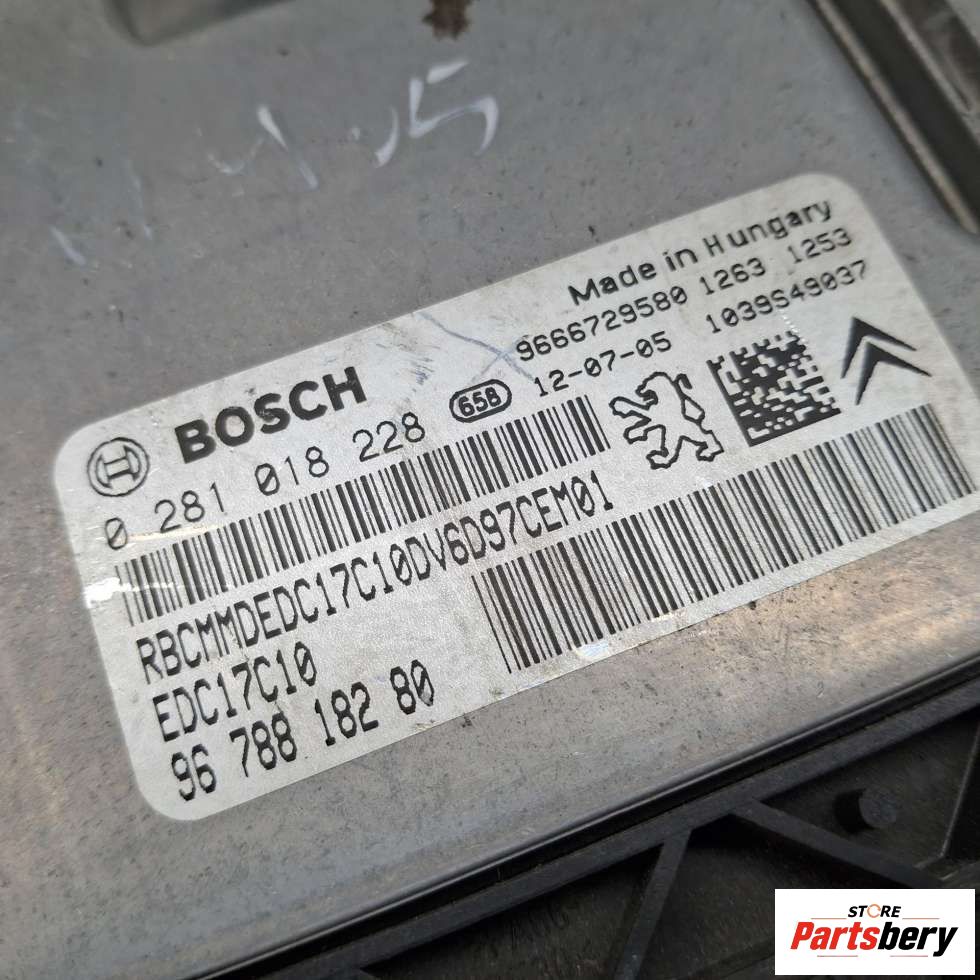 Made in Hungary
9666729580 1263 1253
BOSCH
658
12-07-05
1039S49037
0 281 018 228
RBCMMDEDC17C10DV6D97CEM01
EDC17C10
96 788 182 80
STORE
Partsbery